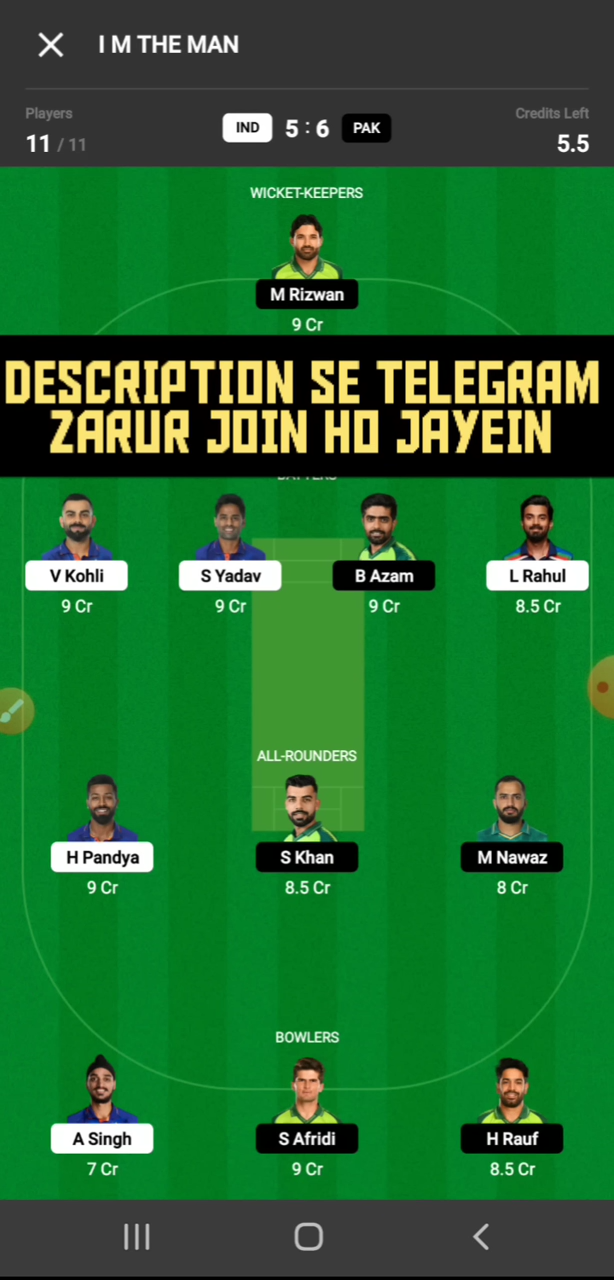 I M THE MAN
Players
Credits Left
11 / 11
IND 5 : 6 PAK
5.5
WICKET-KEEPERS
M Rizwan
9 Cr
DESCRIPTION SE TELEGRAM
ZARUR JOIN HO JAYEIN
BATTERS
V Kohli S Yadav B Azam L Rahul
9 Cr 9 Cr 9 Cr 8.5 Cr
ALL-ROUNDERS
H Pandya S Khan M Nawaz
9 Cr 8.5 Cr 8 Cr
BOWLERS
A Singh S Afridi H Rauf
7 Cr 9 Cr 8.5 Cr